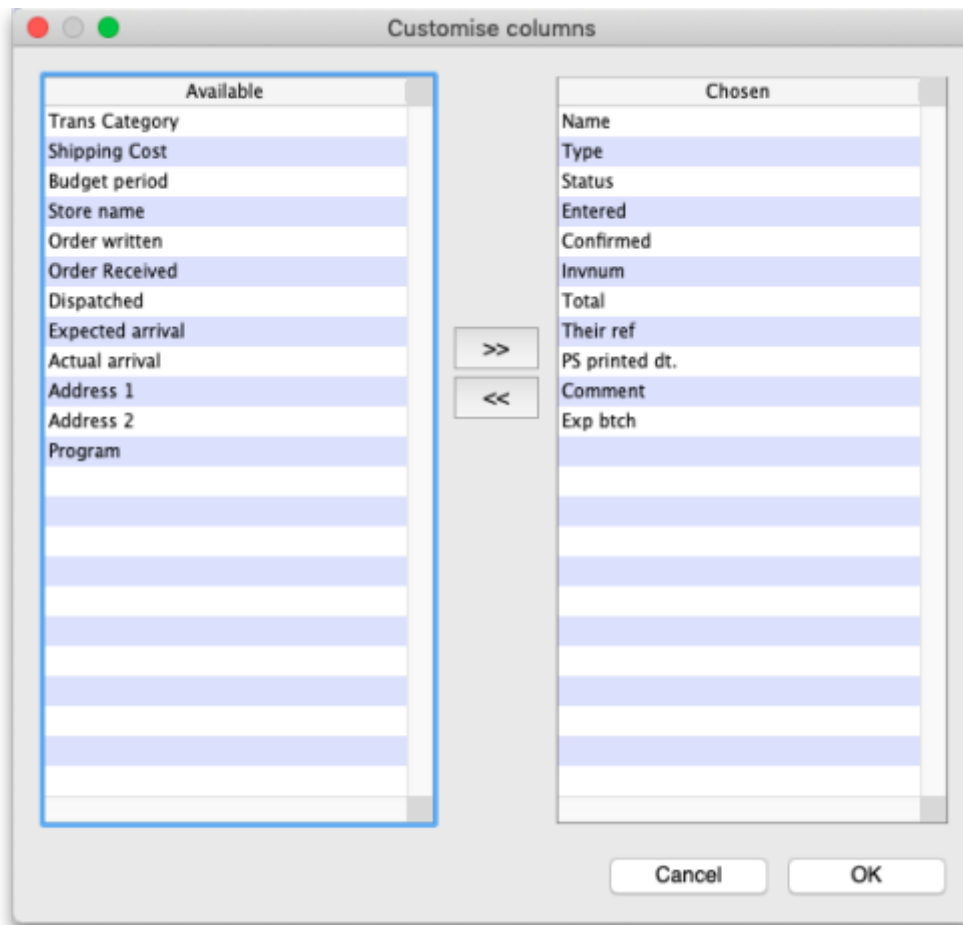 Customise columns
Available
Trans Category
Shipping Cost
Budget period
Store name
Order written
Order Received
Dispatched
Expected arrival
Actual arrival
Address 1
Address 2
Program
>>
<<
Chosen
Name
Type
Status
Entered
Confirmed
Invnum
Total
Their ref
PS printed dt.
Comment
Exp btch
Cancel
OK